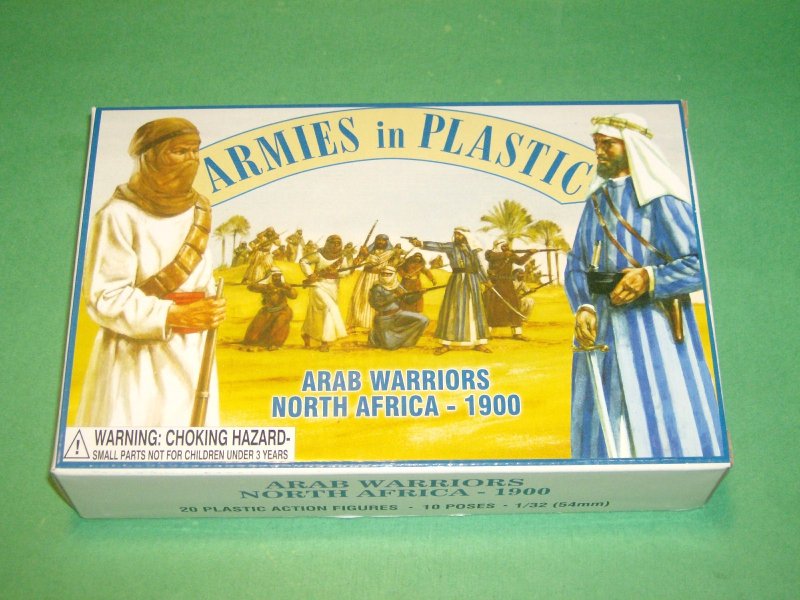 ARMIES in PLASTIC
ARAB WARRIORS
NORTH AFRICA - 1900
WARNING: CHOKING HAZARD-
SMALL PARTS NOT FOR CHILDREN UNDER 3 YEARS
ARAB WARRIORS
NORTH AFRICA - 1900
20 PLASTIC ACTION FIGURES · 10 POSES · 1/32 (54mm)